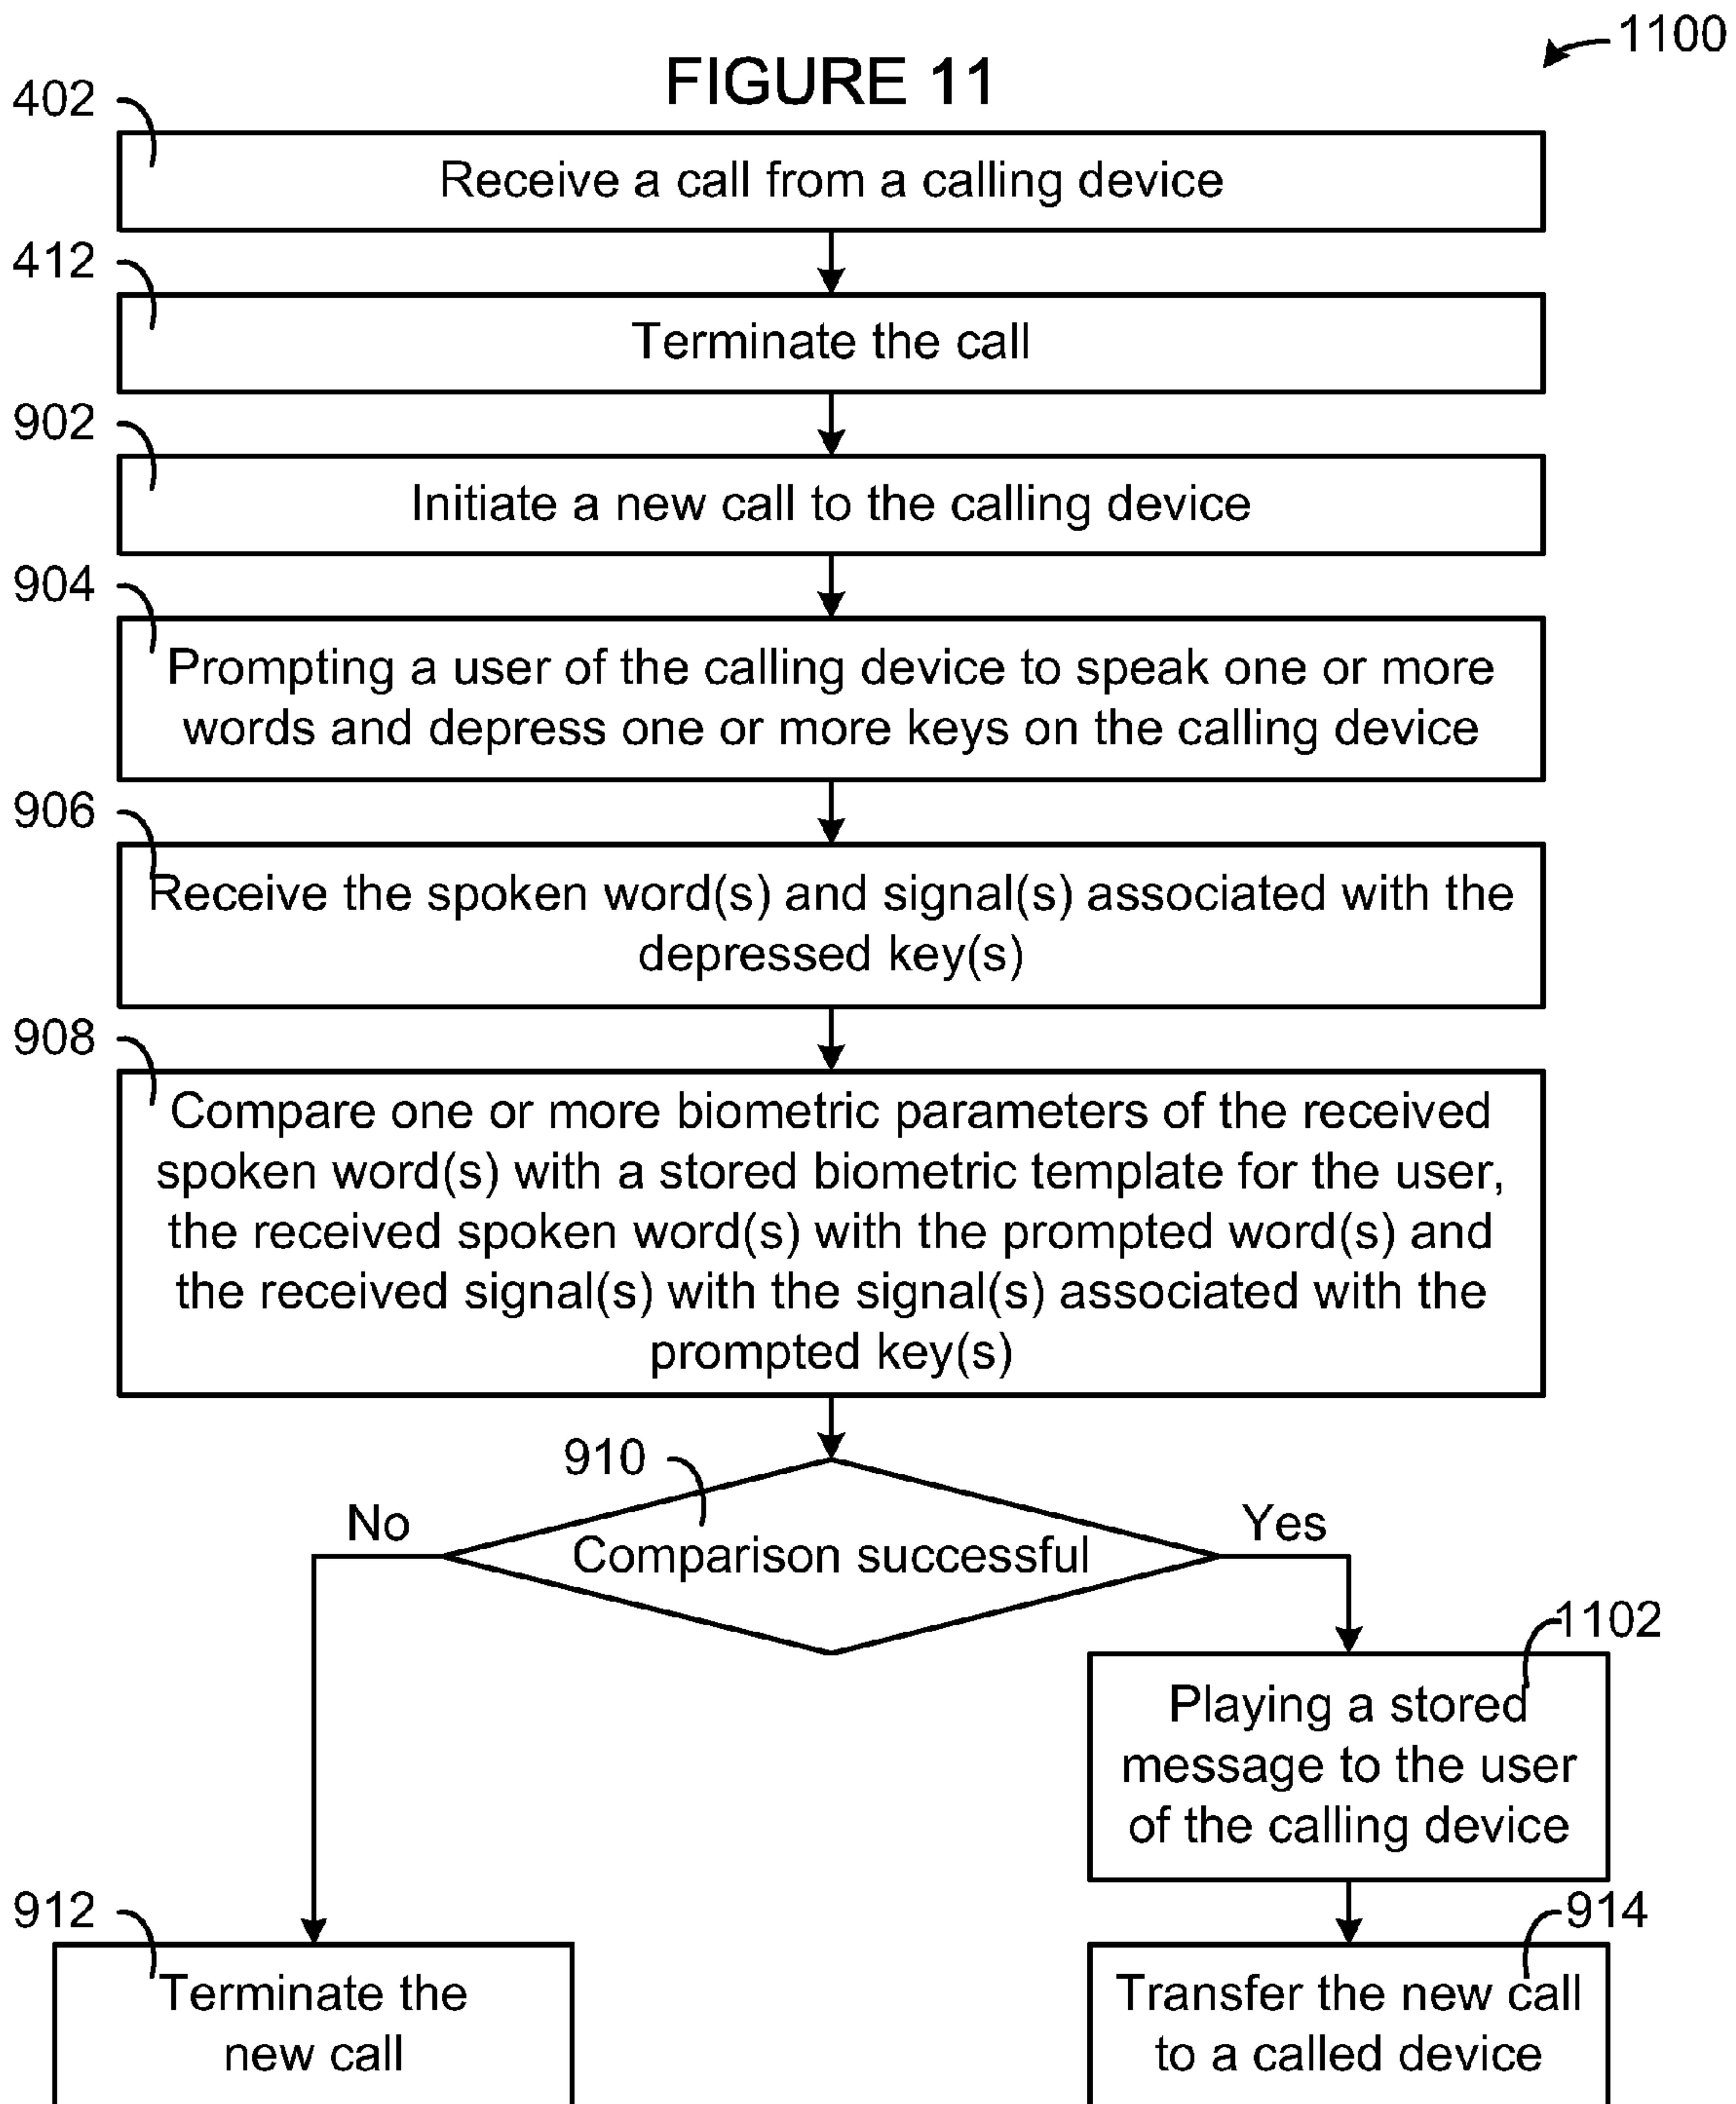 1100
FIGURE 11
402
Receive a call from a calling device
412
Terminate the call
902
Initiate a new call to the calling device
904
Prompting a user of the calling device to speak one or more
words and depress one or more keys on the calling device
906
Receive the spoken word(s) and signal(s) associated with the
depressed key(s)
908
Compare one or more biometric parameters of the received
spoken word(s) with a stored biometric template for the user,
the received spoken word(s) with the prompted word(s) and
the received signal(s) with the signal(s) associated with the
prompted key(s)
910
No
Comparison successful
Yes
1102
Playing a stored
message to the user
of the calling device
912
Terminate the
new call
914
Transfer the new call
to a called device